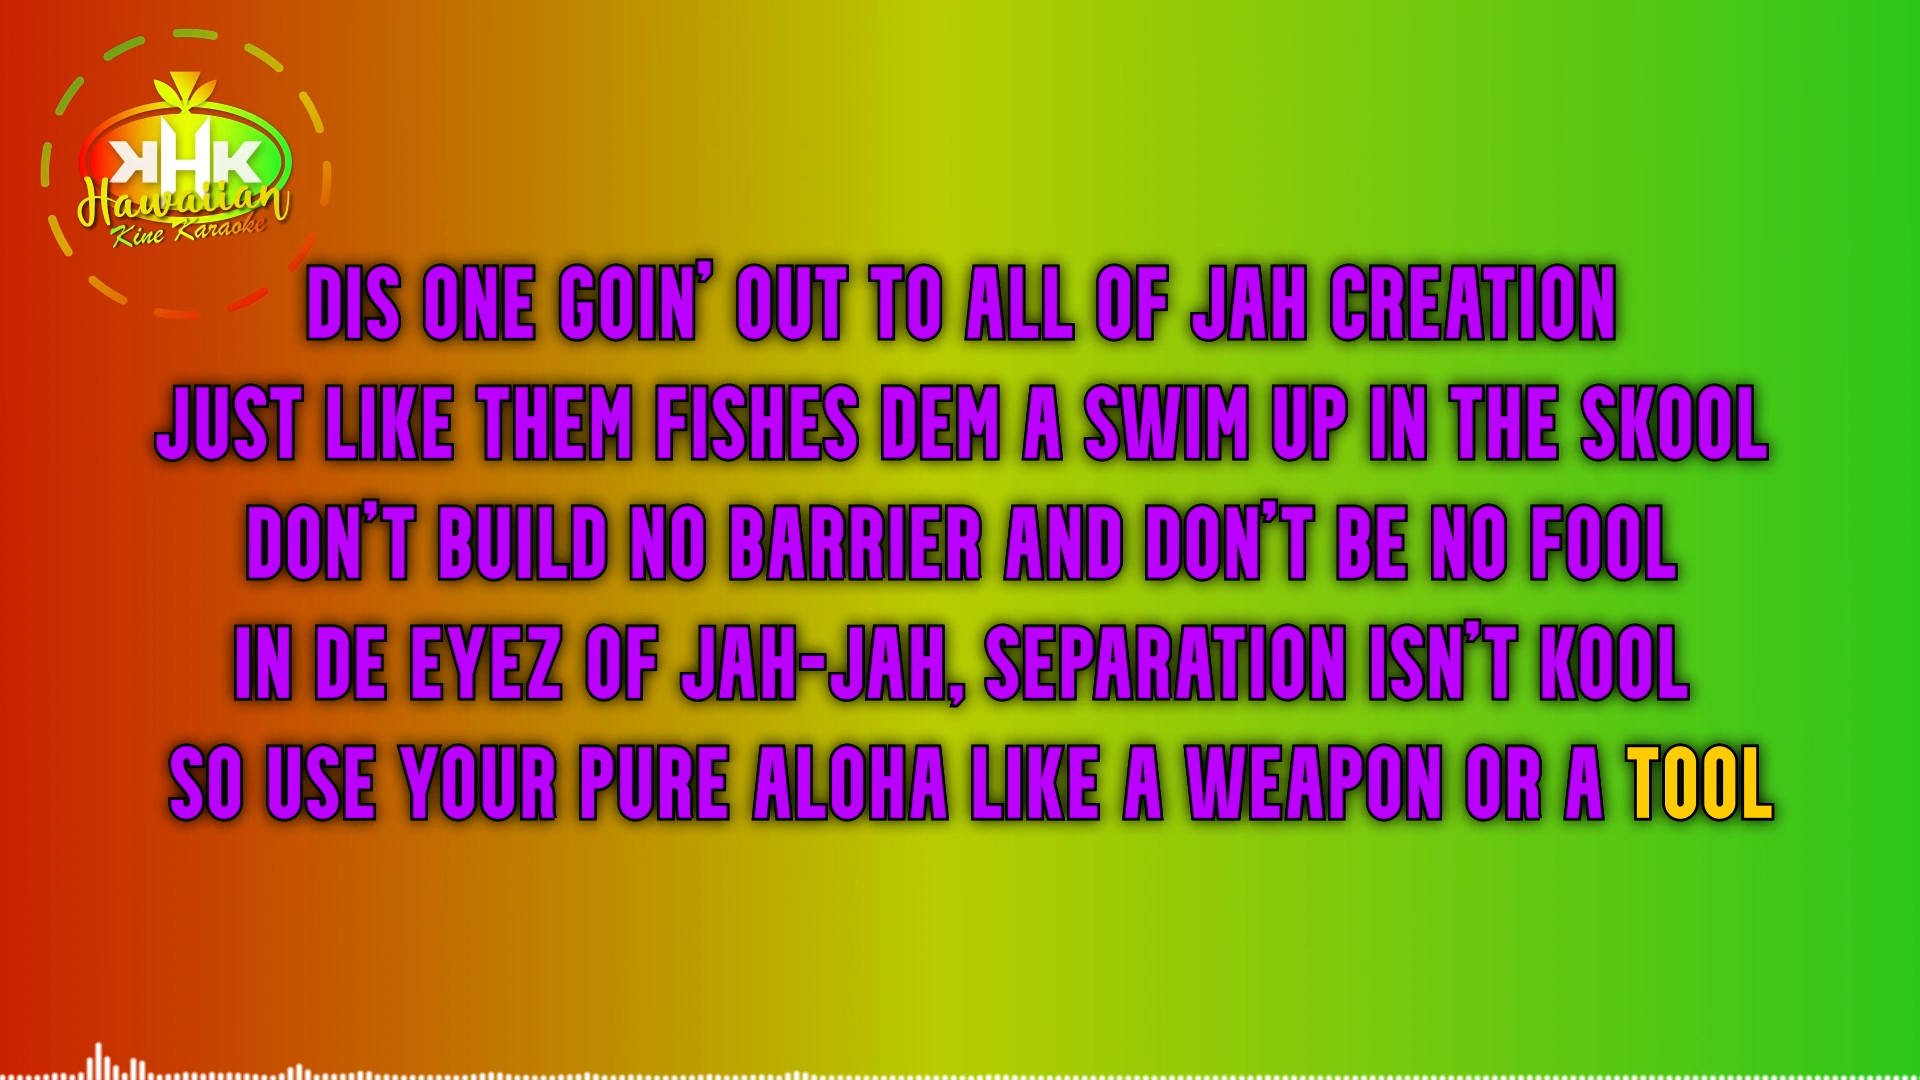 KHK
Hawaiian
Kine Karaoke
DIS ONE GOIN' OUT TO ALL OF JAH CREATION
JUST LIKE THEM FISHES DEM A SWIM UP IN THE SKOOL
DON'T BUILD NO BARRIER AND DON'T BE NO FOOL
IN DE EYEZ OF JAH-JAH, SEPARATION ISN'T KOOL
SO USE YOUR PURE ALOHA LIKE A WEAPON OR A TOOL